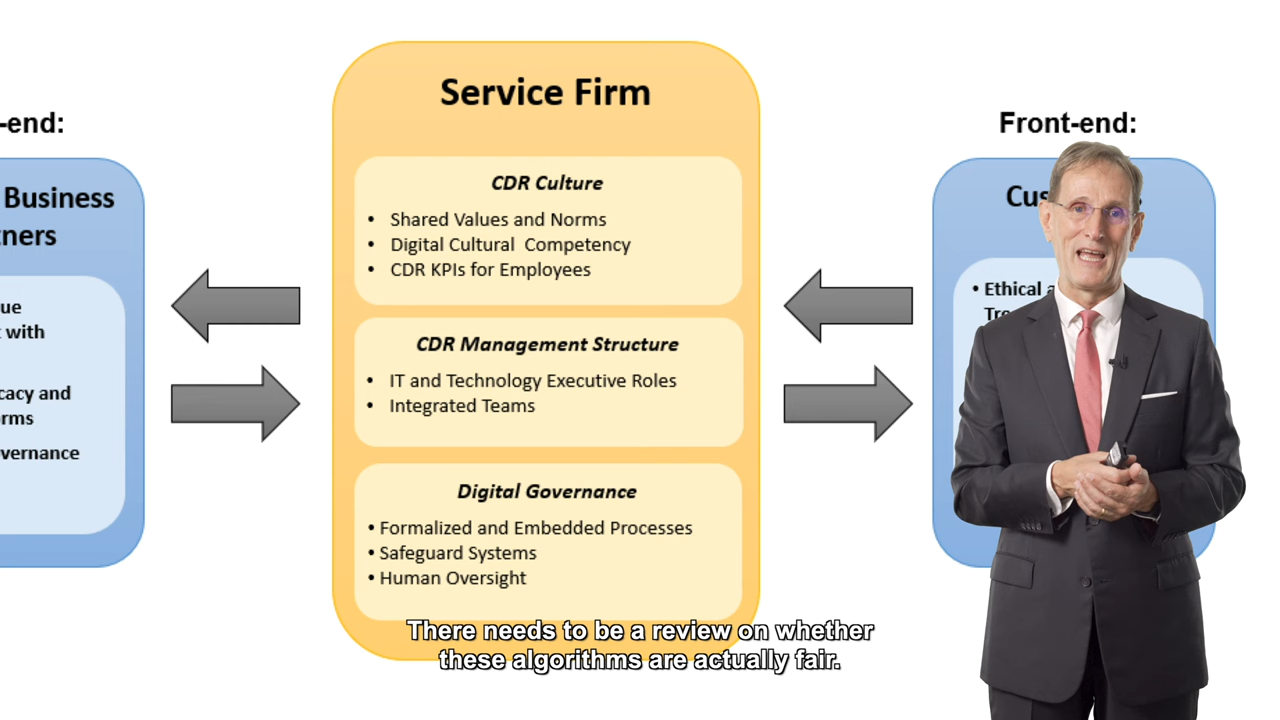 -end:
Business
tners
ue
with
cacy and
rms
vernance
Service Firm
CDR Culture
• Shared Values and Norms
• Digital Cultural Competency
• CDR KPIs for Employees
CDR Management Structure
• IT and Technology Executive Roles
• Integrated Teams
Digital Governance
• Formalized and Embedded Processes
• Safeguard Systems
• Human Oversight
Front-end:
Cus
• Ethical a
There needs to be a review on whether
these algorithms are actually fair.